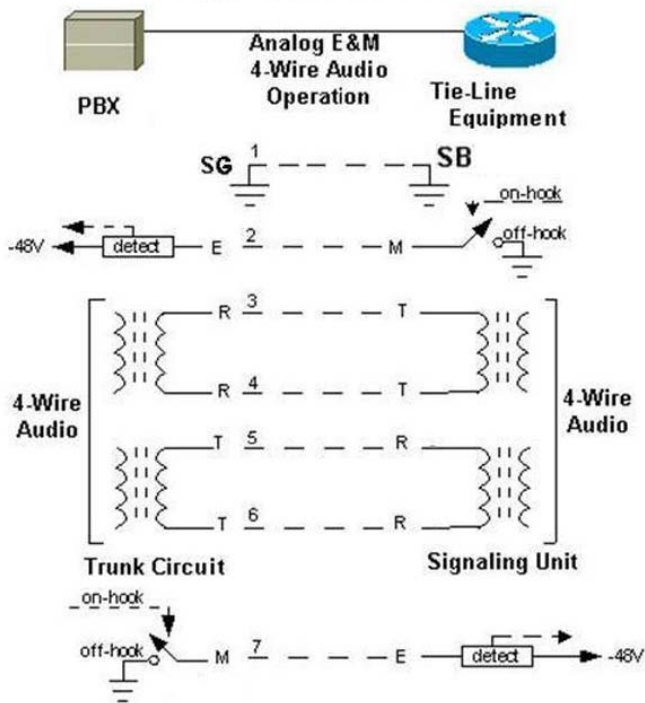 Analog E&M
4-Wire Audio
Operation
PBX
Tie-Line
Equipment
SG 1 SB
on-hook
-48V detect E 2 M off-hook
R 3 T
R 4 T
4-Wire
Audio
4-Wire
Audio
T 5 R
T 6 R
Trunk Circuit
Signaling Unit
on-hook
off-hook M 7 E detect -48V